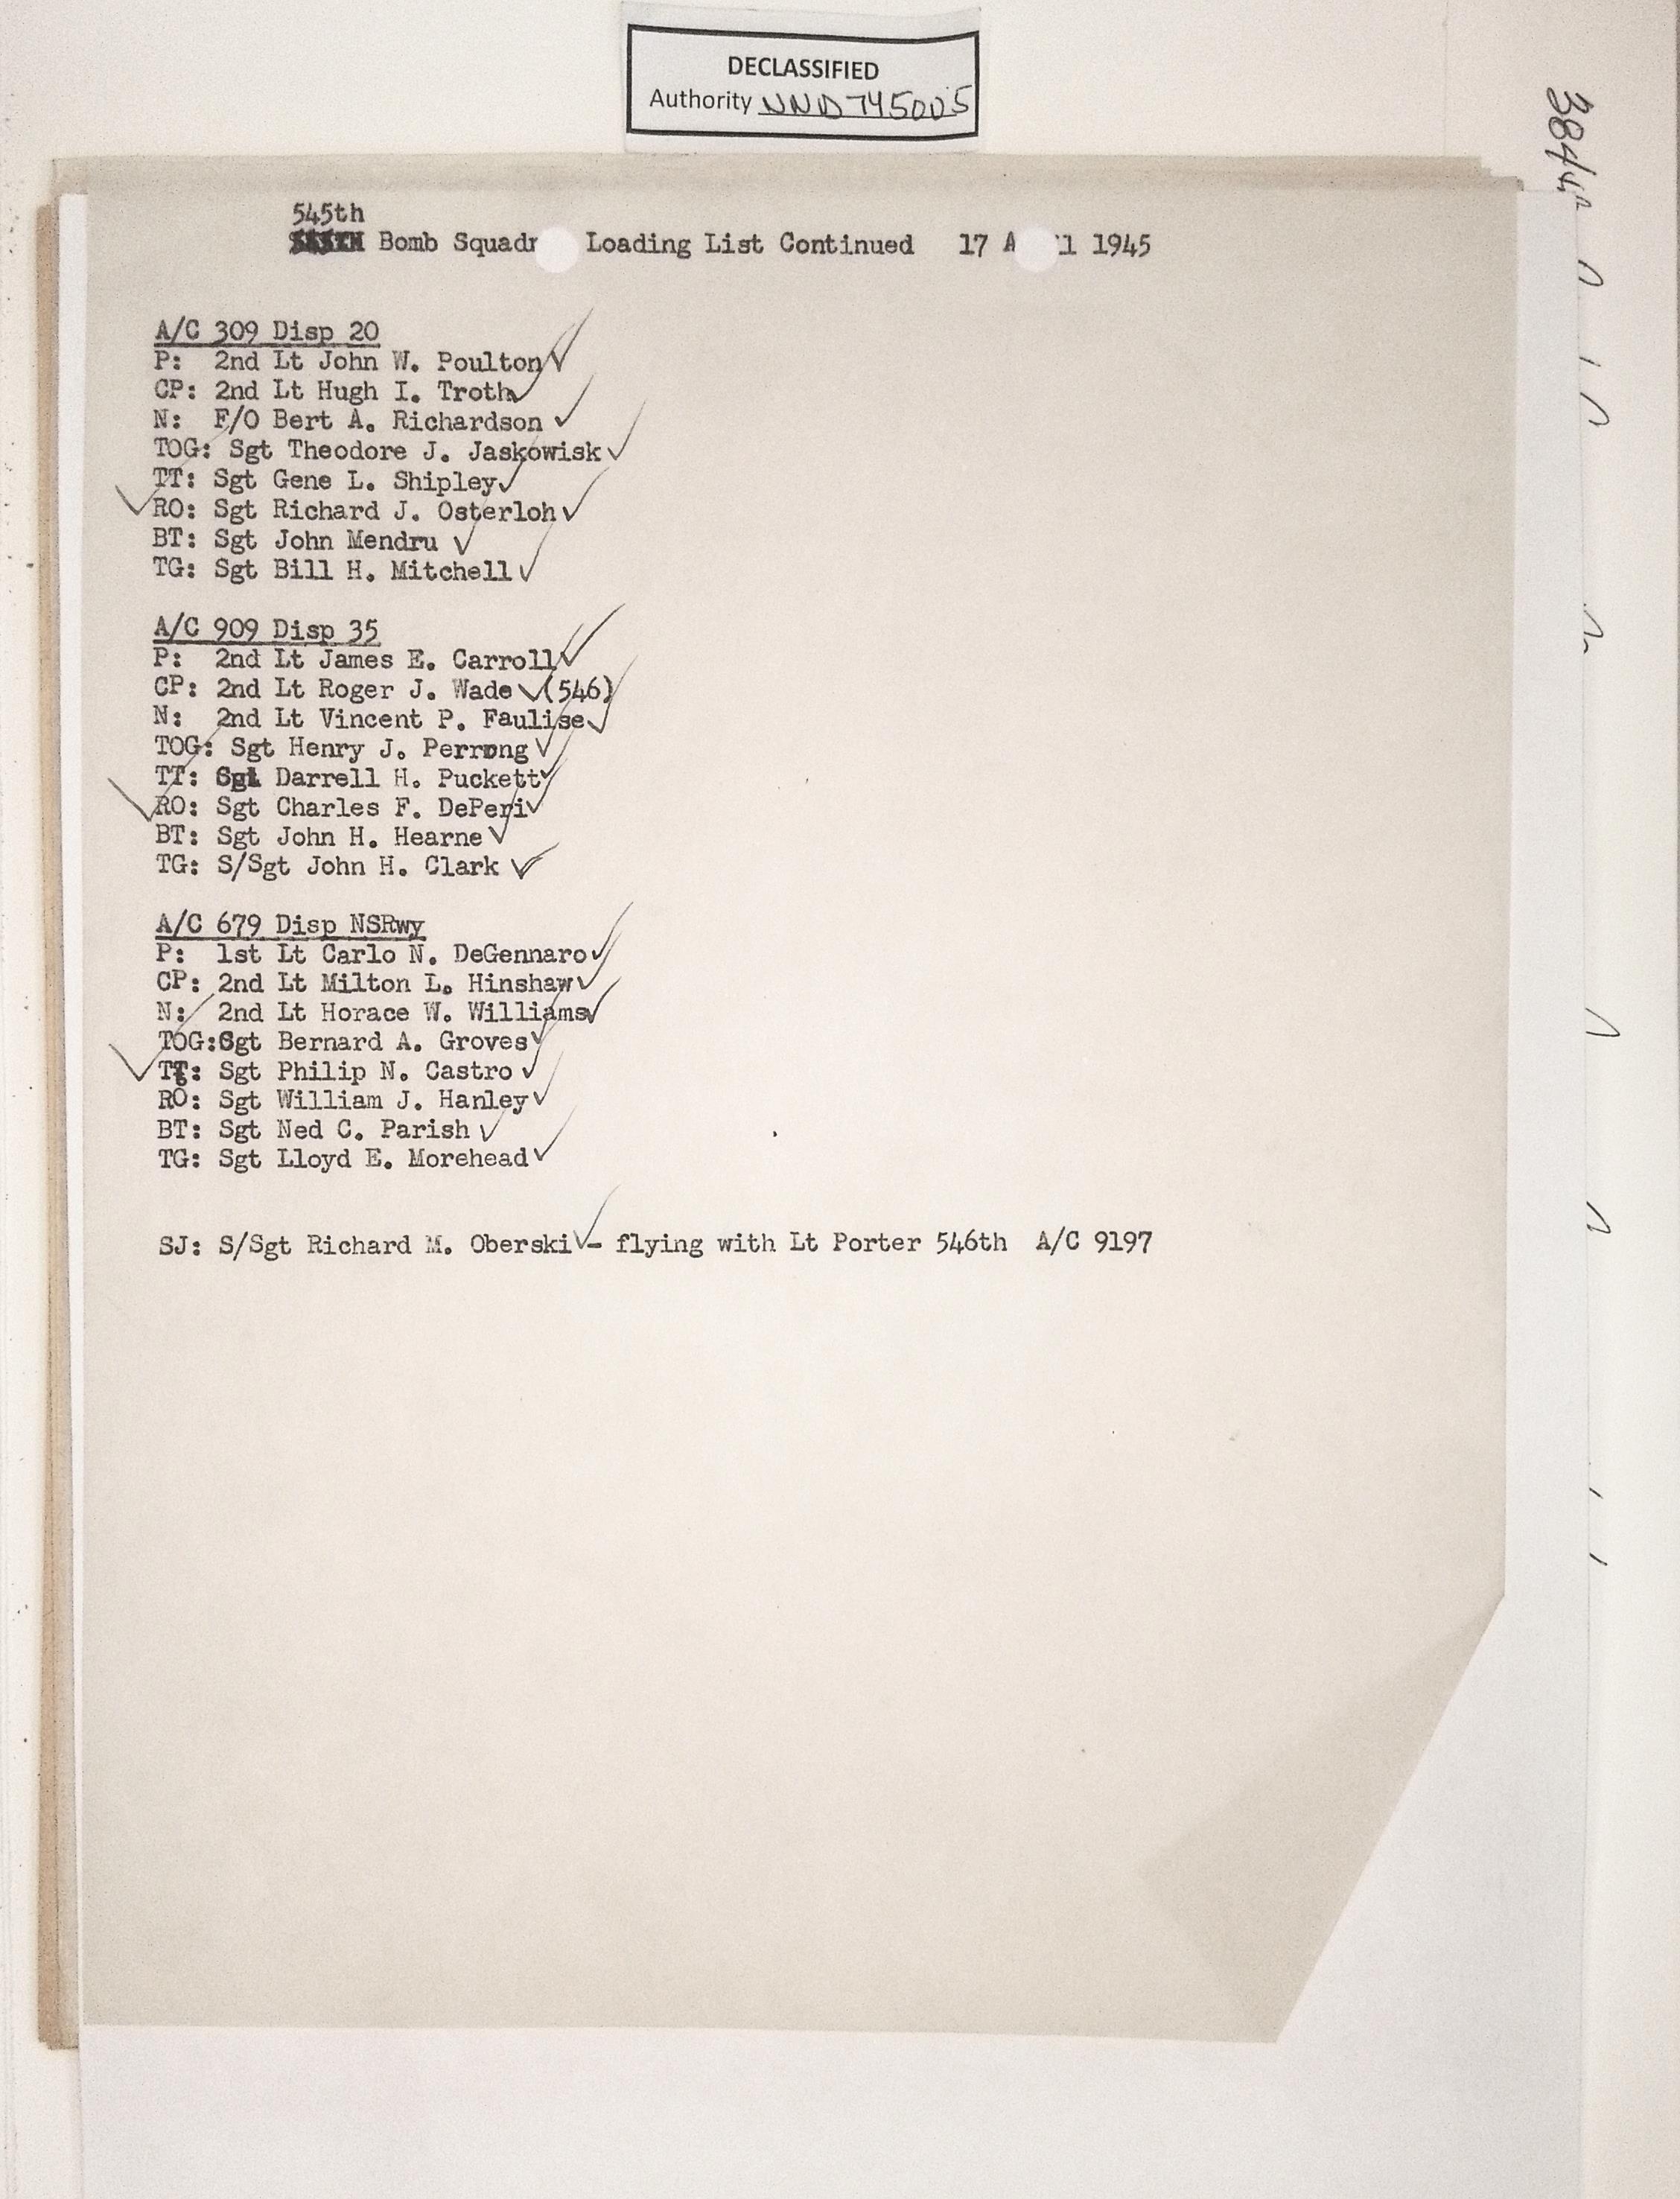 DECLASSIFIED
Authority NND 745005
384th
545th
Bomb Squadr Loading List Continued 17 A 1 1945
A/C 309 Disp 20
P: 2nd Lt John W. Poulton
CP: 2nd Lt Hugh I. Troth
N: F/O Bert A. Richardson
TOG: Sgt Theodore J. Jaskowisk
TT: Sgt Gene L. Shipley
RO: Sgt Richard J. Osterloh
BT: Sgt John Mendru
TG: Sgt Bill H. Mitchell
A/C 909 Disp 35
P: 2nd Lt James E. Carroll
CP: 2nd Lt Roger J. Wade (546)
N: 2nd Lt Vincent P. Faulise
TOG: Sgt Henry J. Perrong
TT: Sgt Darrell H. Puckett
RO: Sgt Charles F. DePeri
BT: Sgt John H. Hearne
TG: S/Sgt John H. Clark
A/C 679 Disp NSRwy
P: 1st Lt Carlo N. DeGennaro
CP: 2nd Lt Milton L. Hinshaw
N: 2nd Lt Horace W. Williams
TOG:Sgt Bernard A. Groves
TT: Sgt Philip N. Castro
RO: Sgt William J. Hanley
BT: Sgt Ned C. Parish
TG: Sgt Lloyd E. Morehead
SJ: S/Sgt Richard M. Oberski - flying with Lt Porter 546th A/C 9197